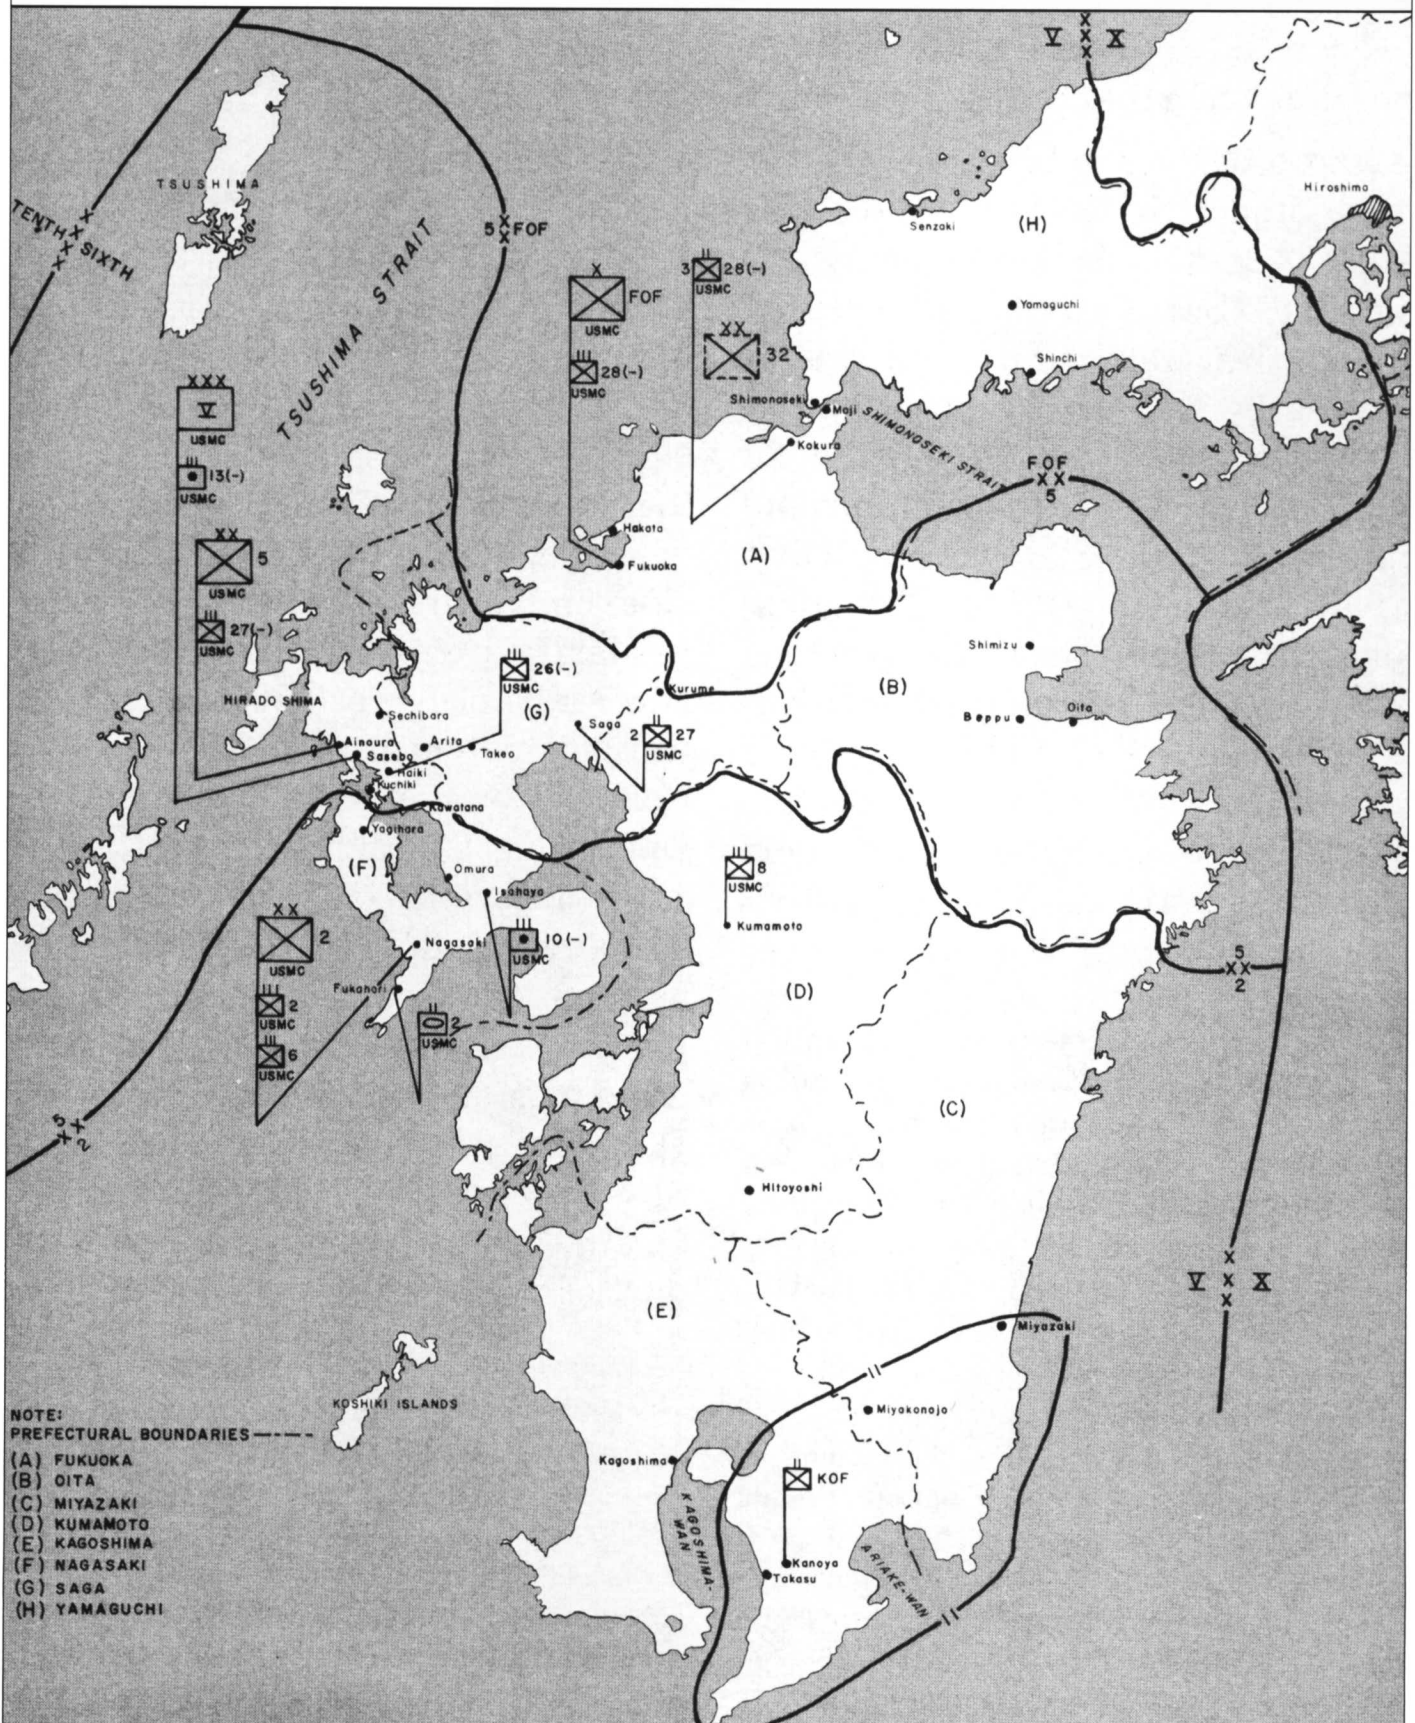 V X
TSUSHIMA
TENTH SIXTH
TSUSHIMA STRAIT
5 FOF
Hiroshima
Senzaki
(H)
Yamaguchi
Shinchi
FOF
USMC
28(-)
USMC
3 28(-)
USMC
32
V
USMC
13(-)
USMC
5
USMC
27(-)
USMC
Shimonoseki
Moji
SHIMONOSEKI STRAIT
Kokura
FOF
5
Hakata
Fukuoka
(A)
Shimizu
(B)
Beppu
Oita
26(-)
USMC
HIRADO SHIMA
(G)
Kurume
Sechibara
Saga
2 27
USMC
Ainoura
Arita
Takeo
Sasebo
Haiki
Kuchiki
Kawatana
Yagihara
(F)
Omura
Isahaya
8
USMC
Kumamoto
2
USMC
2
USMC
6
USMC
Nagasaki
10(-)
USMC
Fukahori
2
USMC
5
2
5
2
(D)
(C)
Hitoyoshi
V X
(E)
Miyazaki
KOSHIKI ISLANDS
Miyakonojo
Kagoshima
KAGOSHIMA-
WAN
KOF
Kanoya
Takasu
ARIAKE-WAN
NOTE:
PREFECTURAL BOUNDARIES
(A) FUKUOKA
(B) OITA
(C) MIYAZAKI
(D) KUMAMOTO
(E) KAGOSHIMA
(F) NAGASAKI
(G) SAGA
(H) YAMAGUCHI